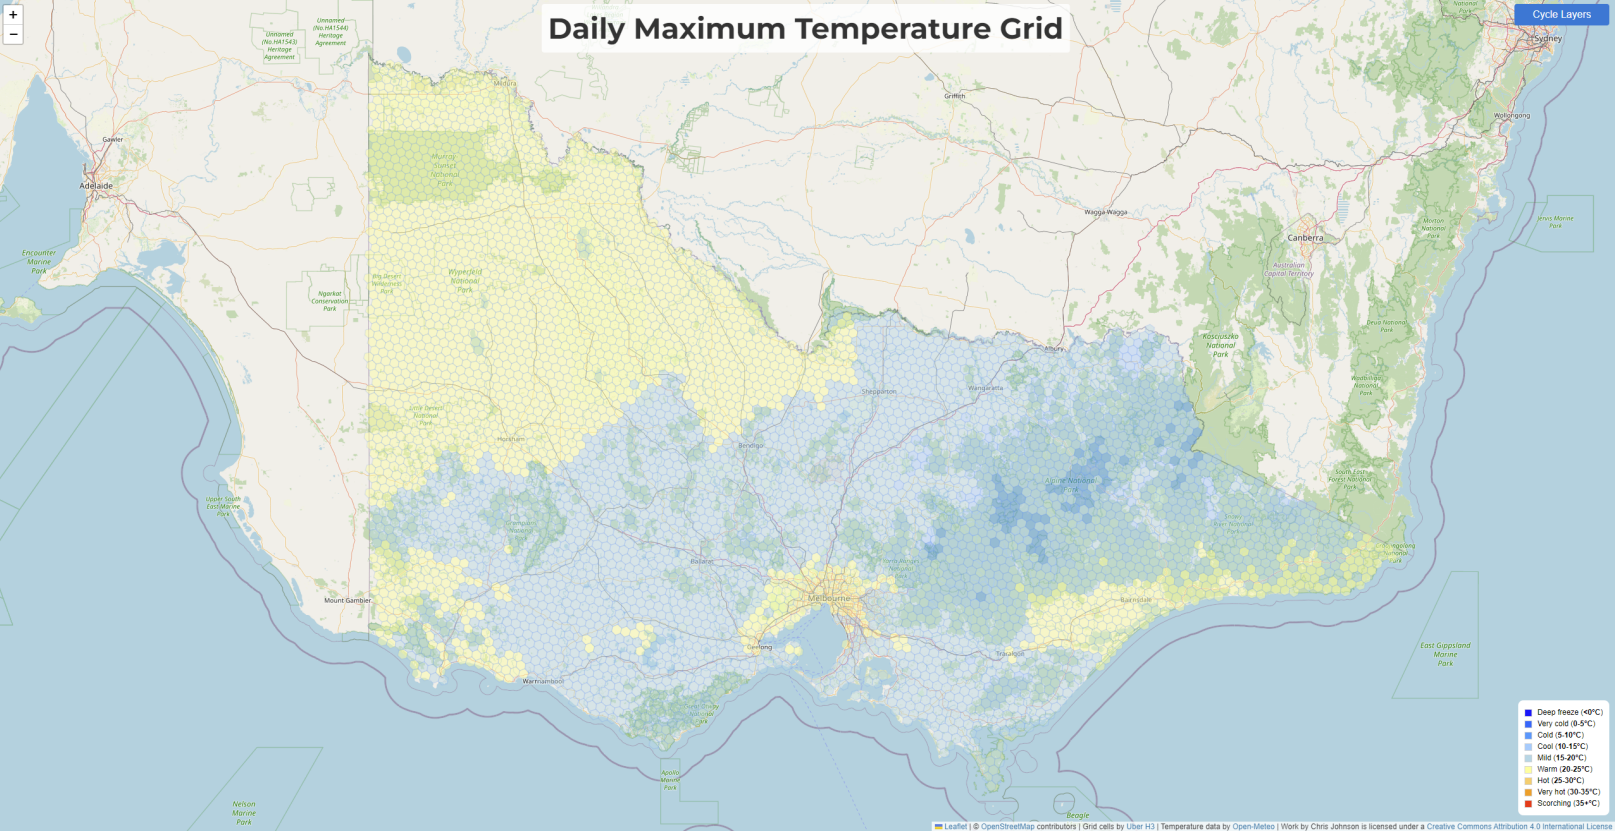 +
−
Daily Maximum Temperature Grid
Cycle Layers
National
Park
Unnamed
(No.HA1543)
Heritage
Agreement
Unnamed
(No.HA1544)
Heritage
Agreement
Sydney
Mildura
Griffith
Wollongong
Gawler
Adelaide
Murray
Sunset
National
Park
Wagga Wagga
Canberra
Australian
Capital Territory
Morton
National
Park
Jervis Marine
Park
Encounter
Marine
Park
Ngarkat
Conservation
Park
Big Desert
Wilderness
Park
Wyperfeld
National
Park
Kosciuszko
National
Park
Deua National
Park
Albury
Wadbilliga
National
Park
Shepparton
Wangaratta
Little Desert
National
Park
Horsham
Bendigo
Upper South
East Marine
Park
Grampians
National
Park
Alpine National
Park
South East
Forest National
Park
Snowy
River National
Park
National
Park
Ballarat
Yarra Ranges
National
Park
Mount Gambier
Melbourne
Bairnsdale
Geelong
Traralgon
East Gippsland
Marine
Park
Warrnambool
Great Otway
National
Park
Apollo
Marine
Park
Nelson
Marine
Park
Beagle
Deep freeze (<0°C)
Very cold (0-5°C)
Cold (5-10°C)
Cool (10-15°C)
Mild (15-20°C)
Warm (20-25°C)
Hot (25-30°C)
Very hot (30-35°C)
Scorching (35+°C)
Leaflet | © OpenStreetMap contributors | Grid cells by Uber H3 | Temperature data by Open-Meteo | Work by Chris Johnson is licensed under a Creative Commons Attribution 4.0 International License